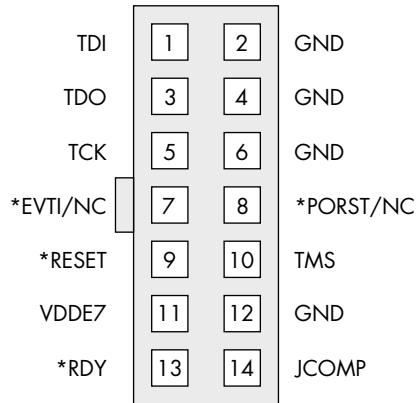 TDI 1 2 GND
TDO 3 4 GND
TCK 5 6 GND
*EVTI/NC 7 8 *PORST/NC
*RESET 9 10 TMS
VDDE7 11 12 GND
*RDY 13 14 JCOMP